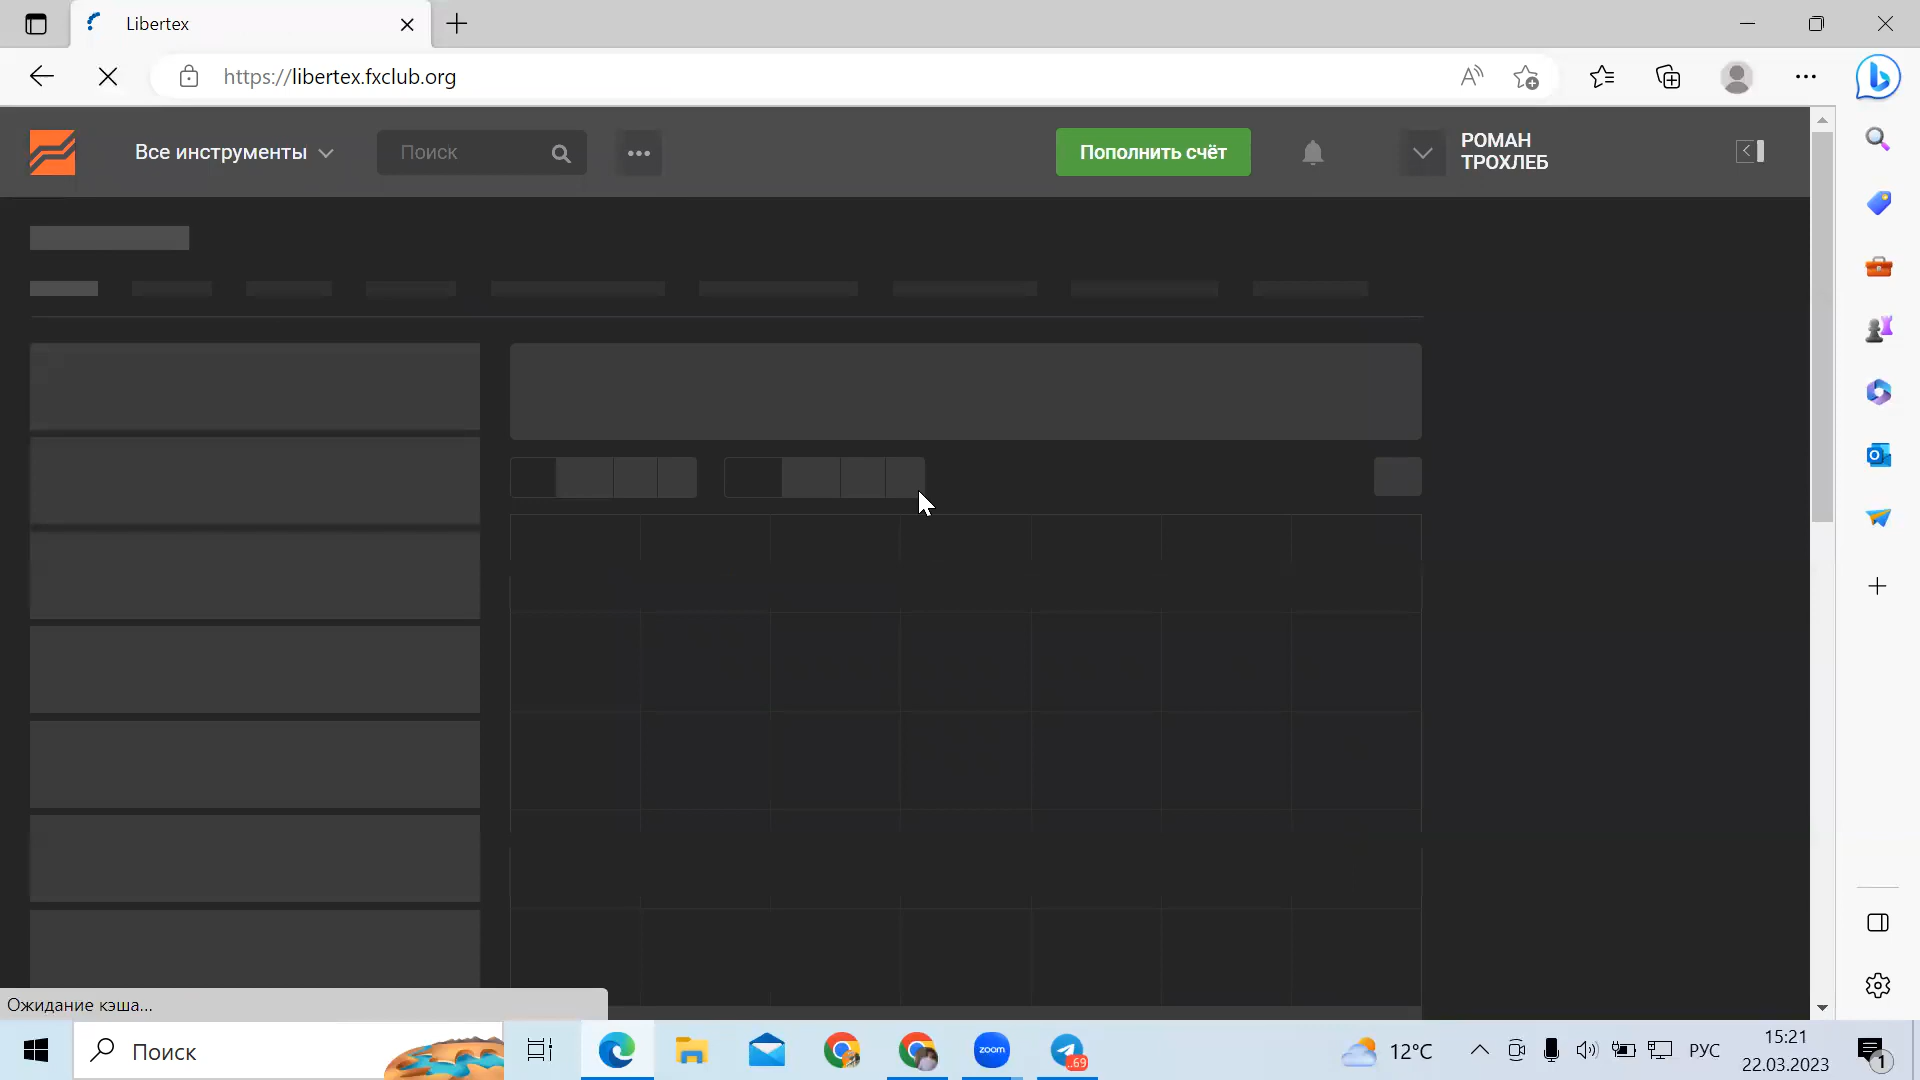 Libertex
https://libertex.fxclub.org
Все инструменты
Поиск
Пополнить счёт
РОМАН
ТРОХЛЕБ
Ожидание кэша...
Поиск
zoom
..69
12°C
РУС
15:21
22.03.2023
1